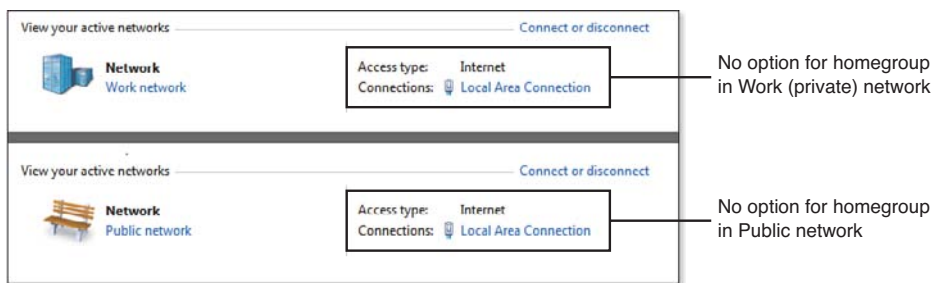 View your active networks
Connect or disconnect
Network
Work network
Access type: Internet
Connections: Local Area Connection
No option for homegroup
in Work (private) network
View your active networks
Connect or disconnect
Network
Public network
Access type: Internet
Connections: Local Area Connection
No option for homegroup
in Public network